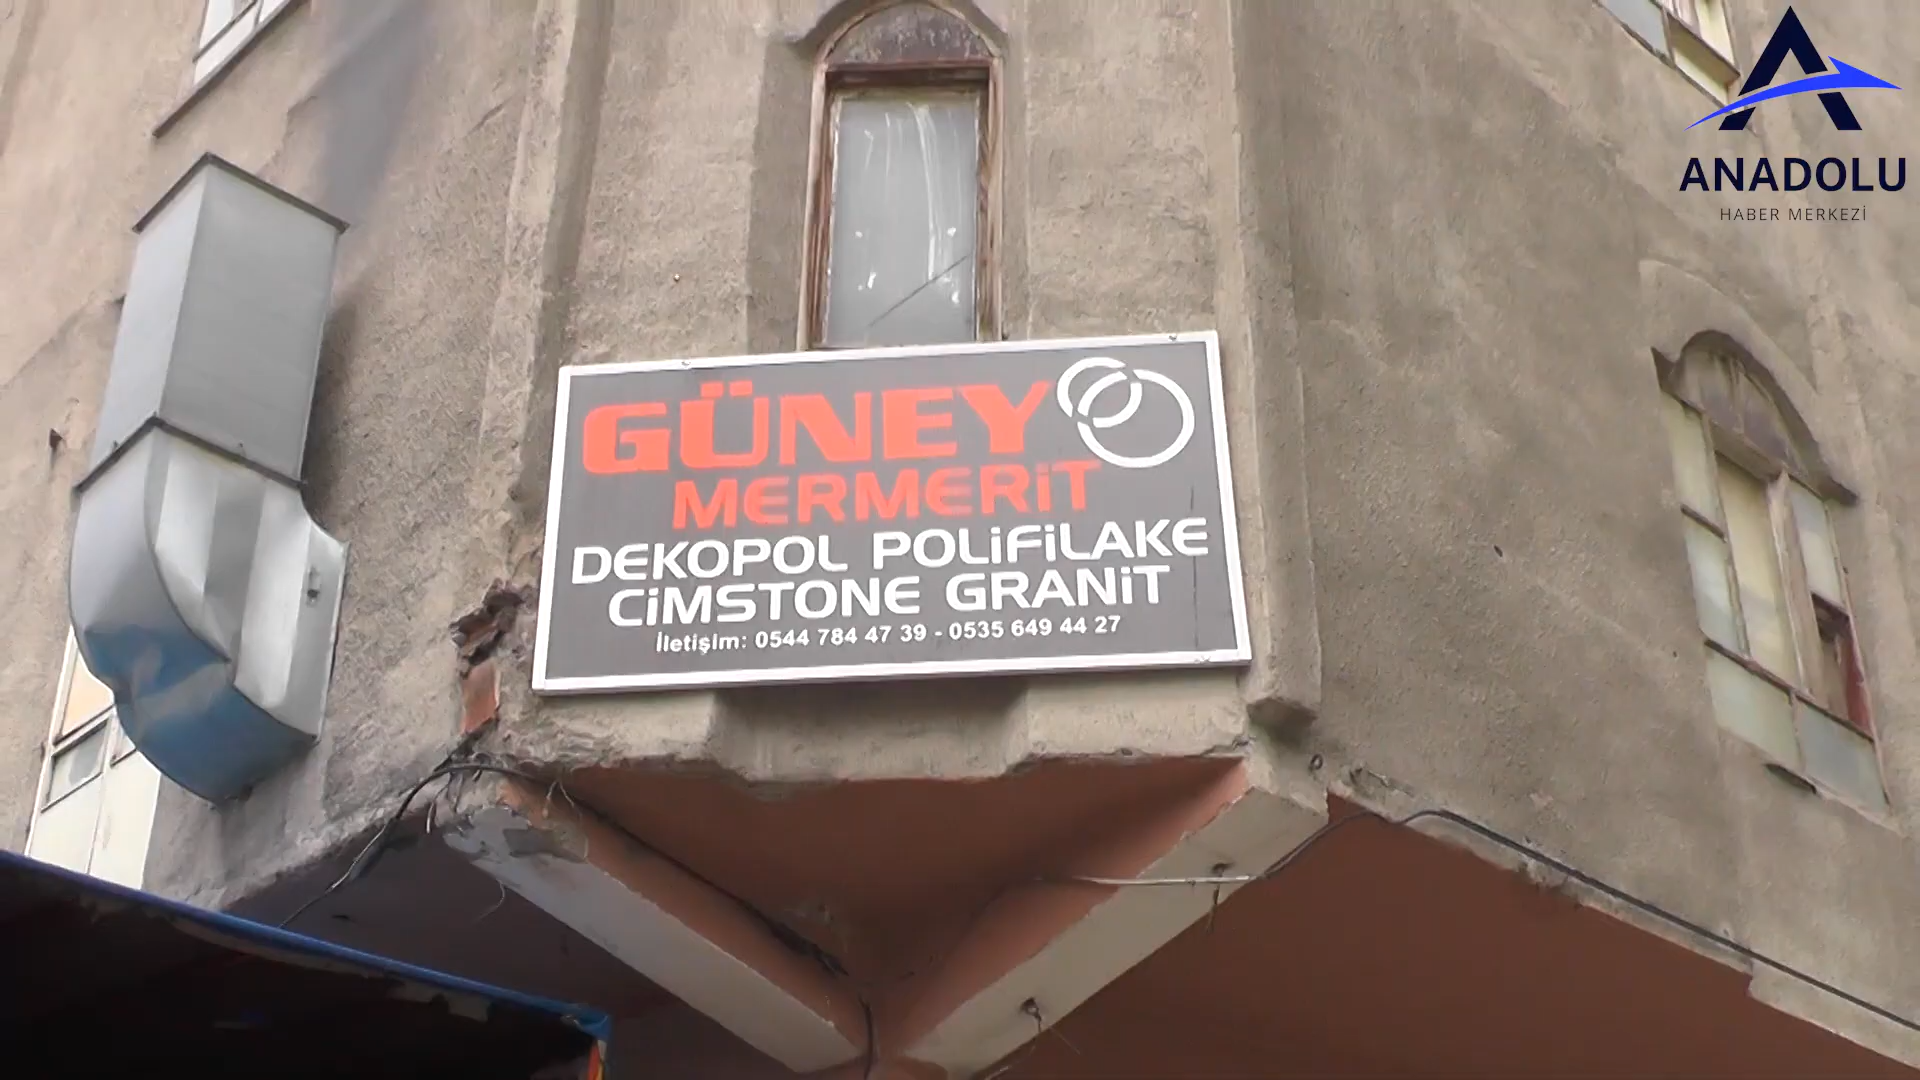 ANADOLU
HABER MERKEZİ
GÜNEY
MERMERiT
DEKOPOL POLiFiLAKE
CiMSTONE GRANiT
İletişim: 0544 784 47 39 - 0535 649 44 27